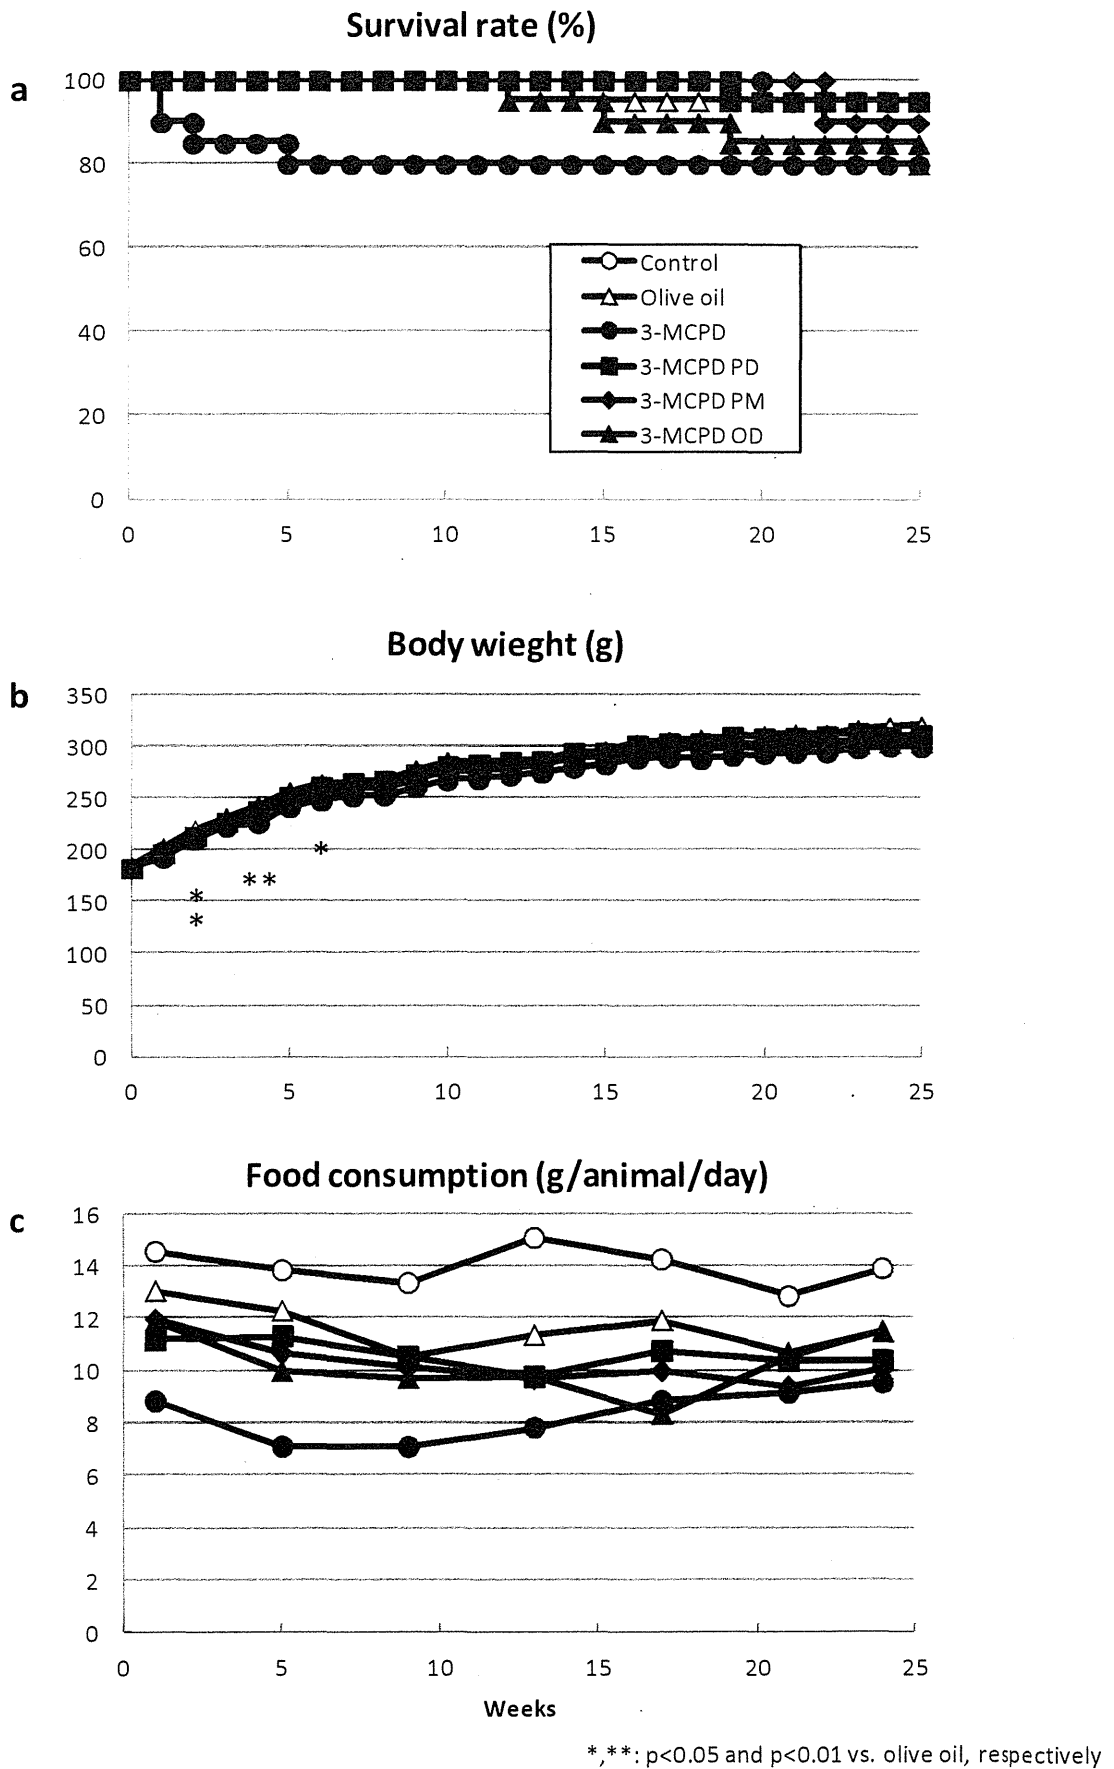 Survival rate (%)
a
100
80
60
40
20
0
0 5 10 15 20 25
Control
Olive oil
3-MCPD
3-MCPD PD
3-MCPD PM
3-MCPD OD
Body wieght (g)
b
350
300
250
200
150
100
50
0
*
* *
*
*
0 5 10 15 20 25
Food consumption (g/animal/day)
c
16
14
12
10
8
6
4
2
0
0 5 10 15 20 25
Weeks
*,**: p<0.05 and p<0.01 vs. olive oil, respectively